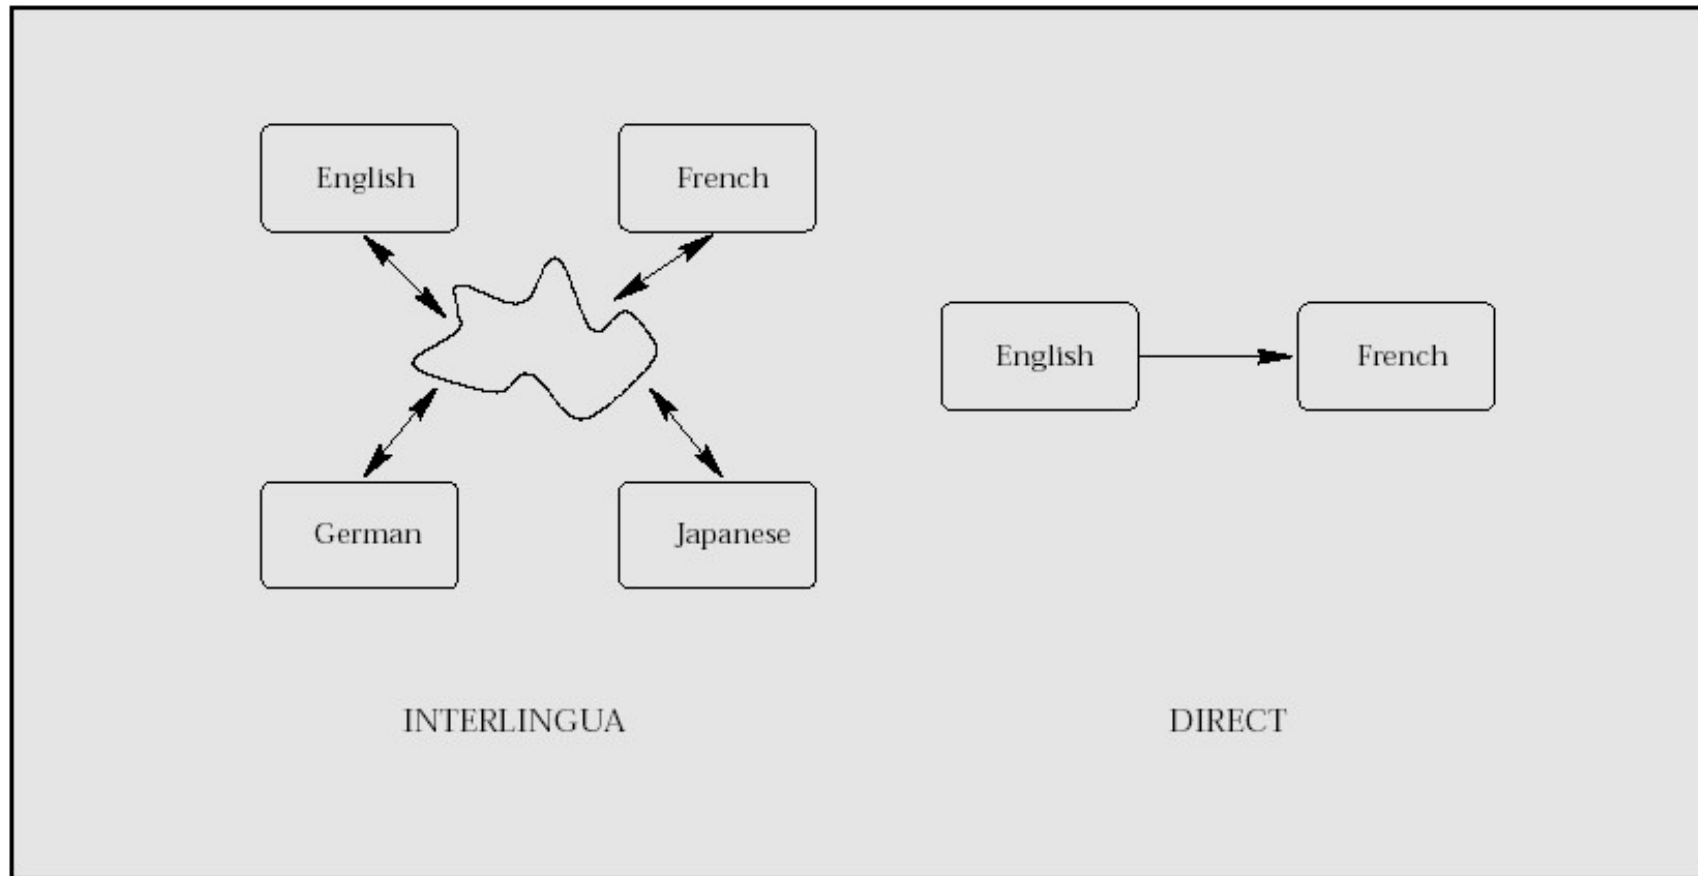 English
French
English
French
German
Japanese
INTERLINGUA
DIRECT